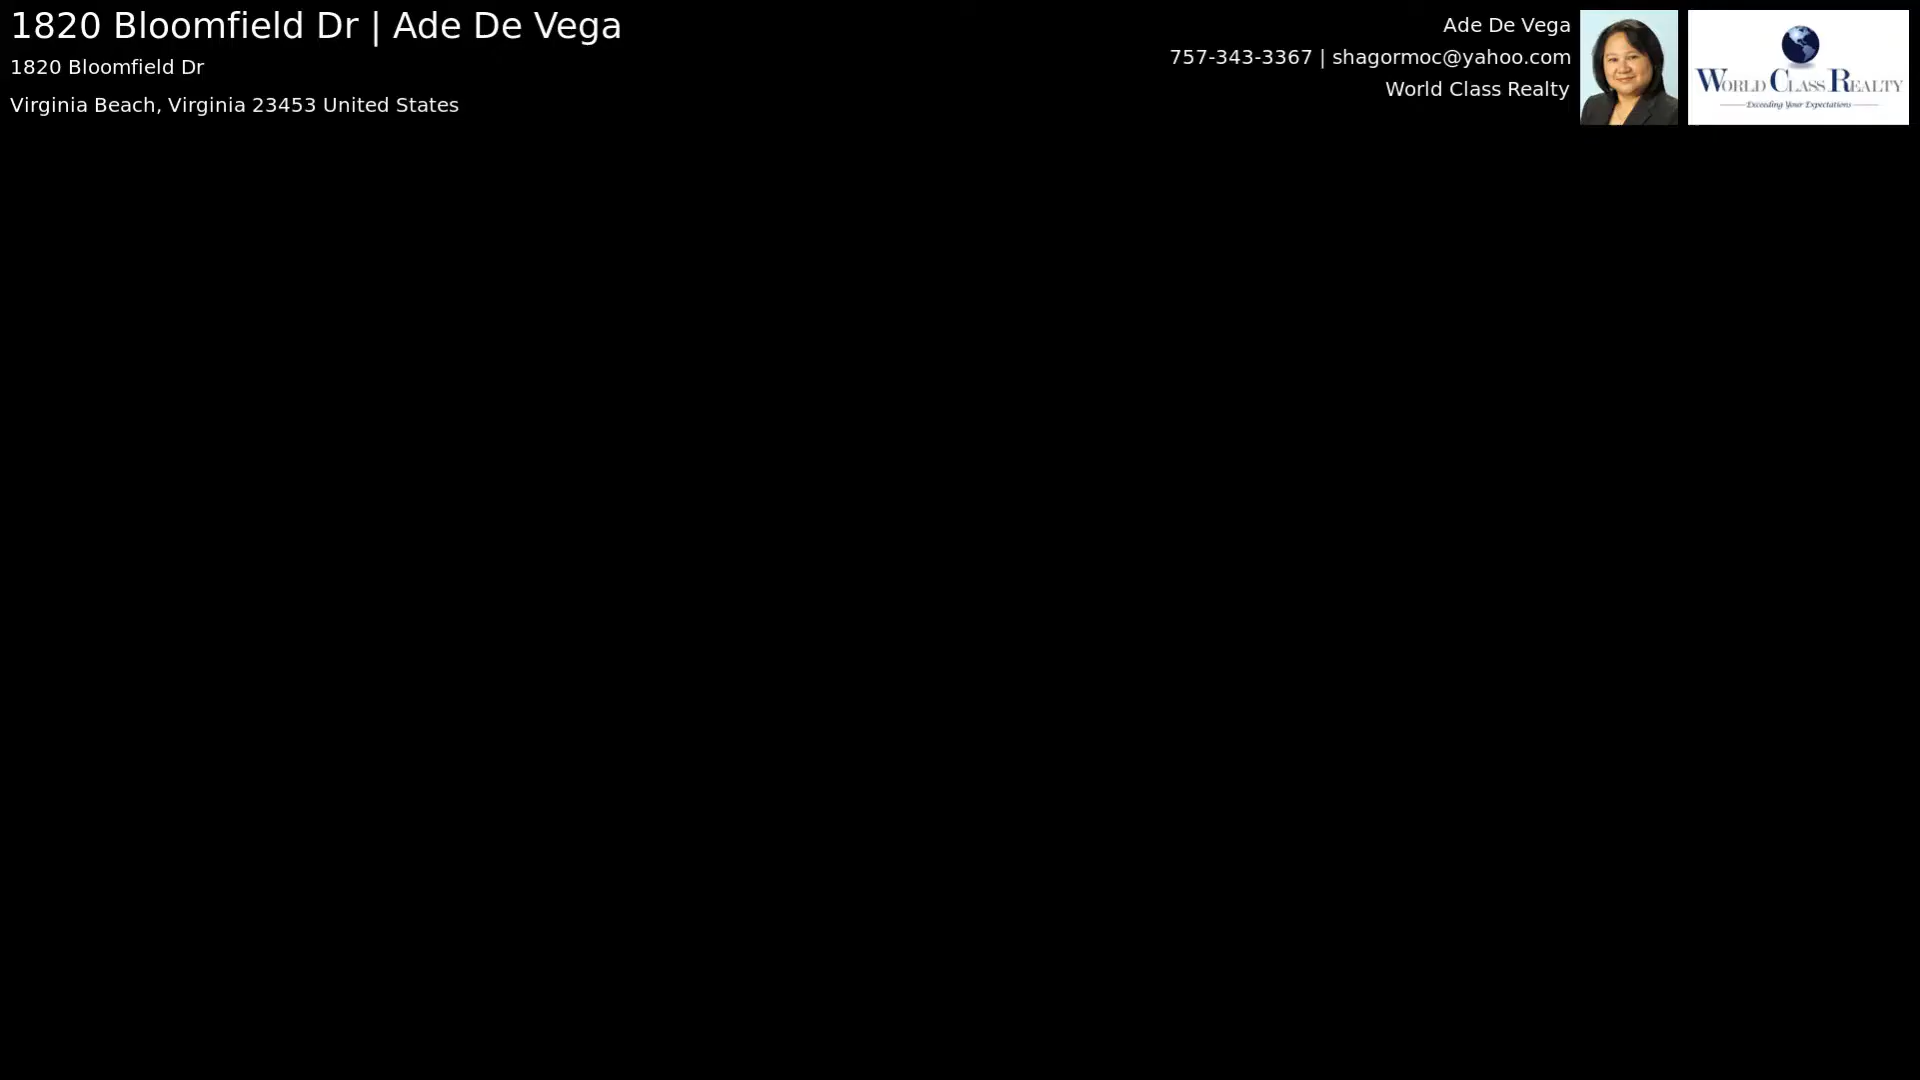 1820 Bloomfield Dr | Ade De Vega
1820 Bloomfield Dr
Virginia Beach, Virginia 23453 United States
Ade De Vega
757-343-3367 | shagormoc@yahoo.com
World Class Realty
WORLD CLASS REALTY
Exceeding Your Expectations